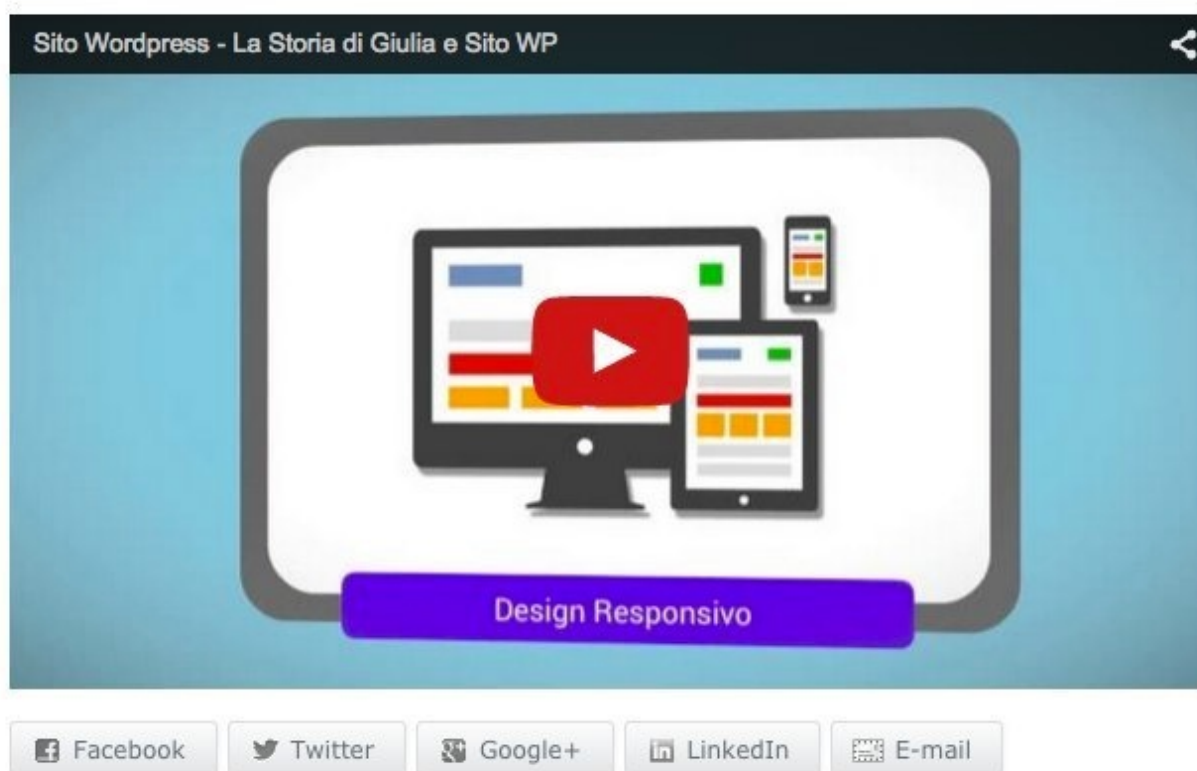 Sito Wordpress - La Storia di Giulia e Sito WP
Design Responsivo
Facebook Twitter Google+ LinkedIn E-mail